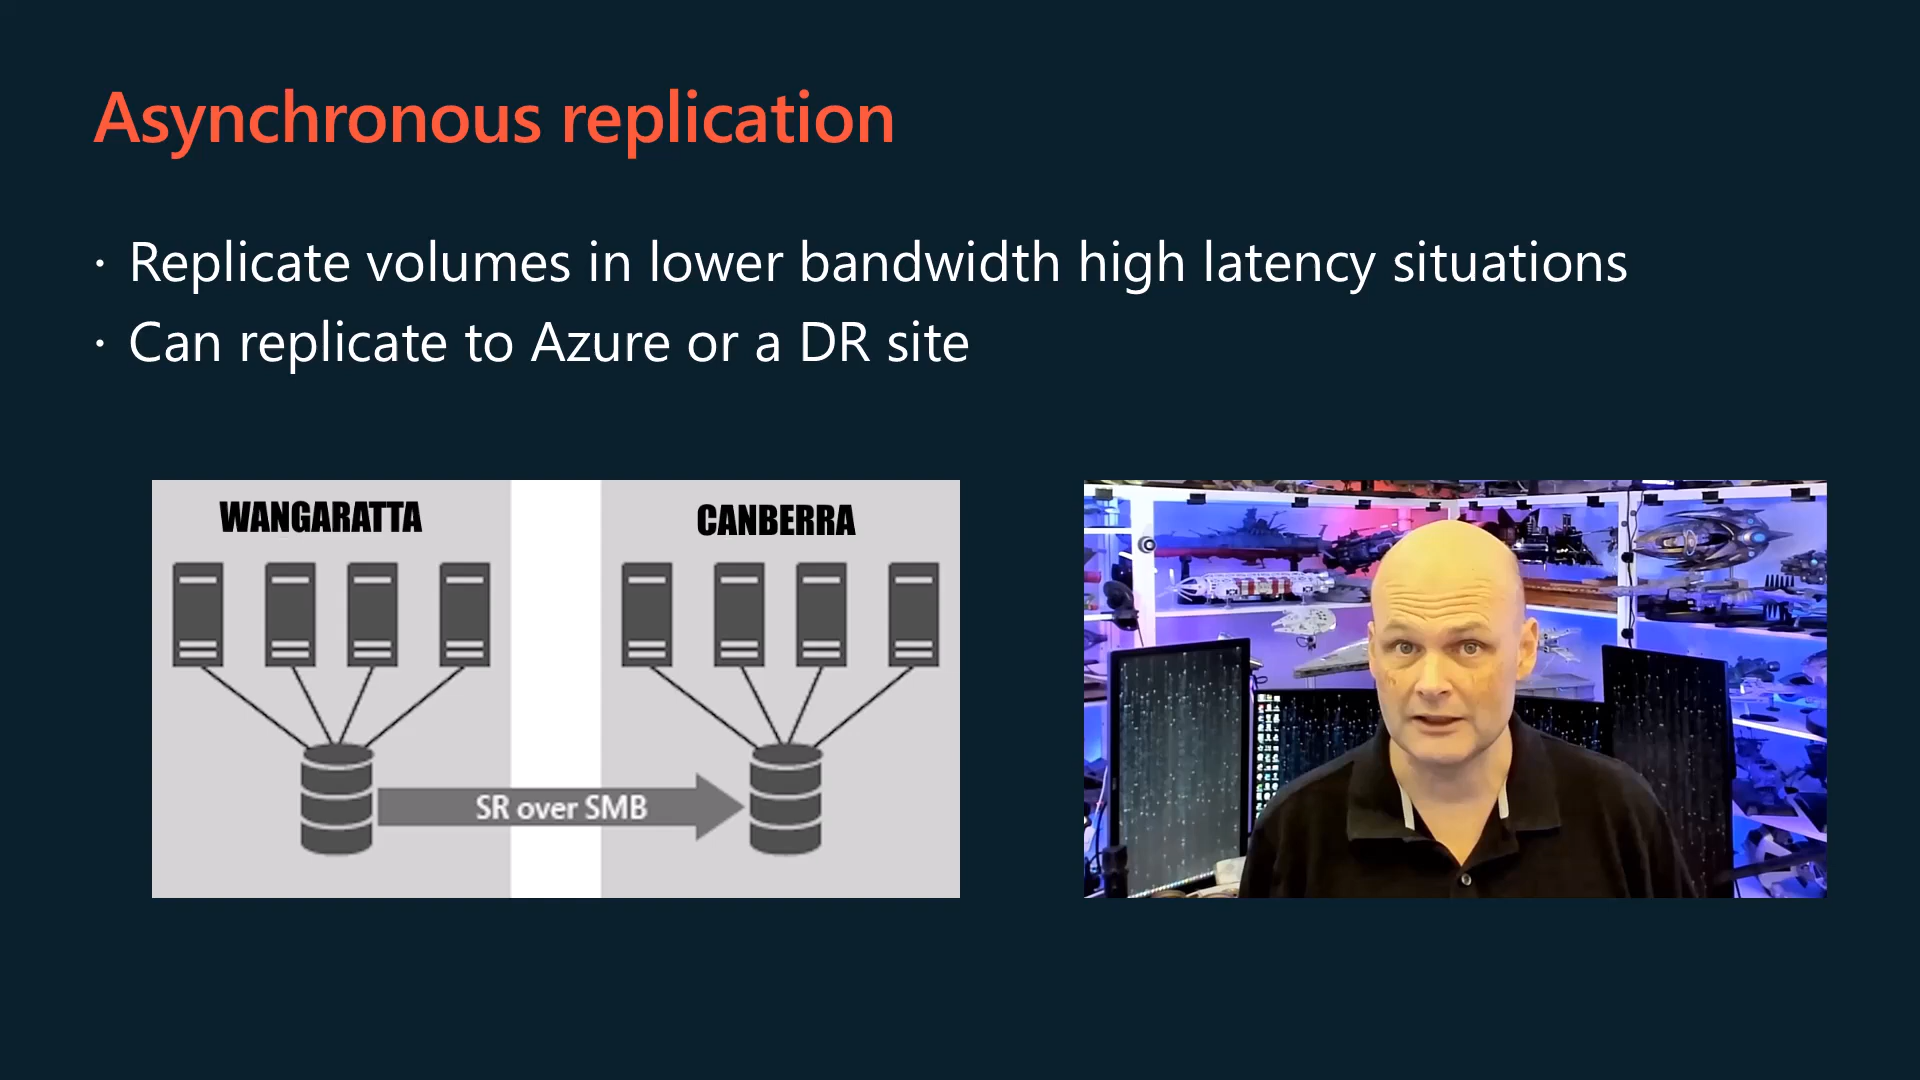 Asynchronous replication
· Replicate volumes in lower bandwidth high latency situations
· Can replicate to Azure or a DR site
WANGARATTA
CANBERRA
SR over SMB